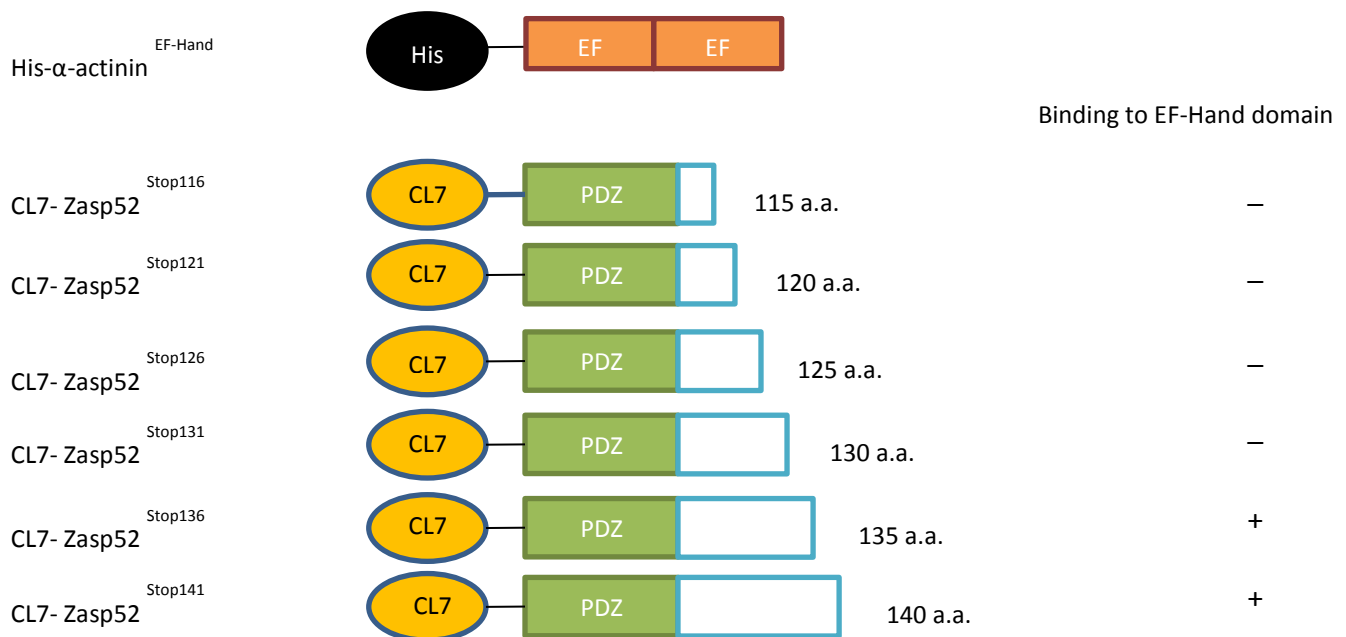 His-α-actinin EF-Hand His EF EF
Binding to EF-Hand domain
CL7- Zasp52 Stop116 CL7 PDZ 115 a.a. –
CL7- Zasp52 Stop121 CL7 PDZ 120 a.a. –
CL7- Zasp52 Stop126 CL7 PDZ 125 a.a. –
CL7- Zasp52 Stop131 CL7 PDZ 130 a.a. –
CL7- Zasp52 Stop136 CL7 PDZ 135 a.a. +
CL7- Zasp52 Stop141 CL7 PDZ 140 a.a. +